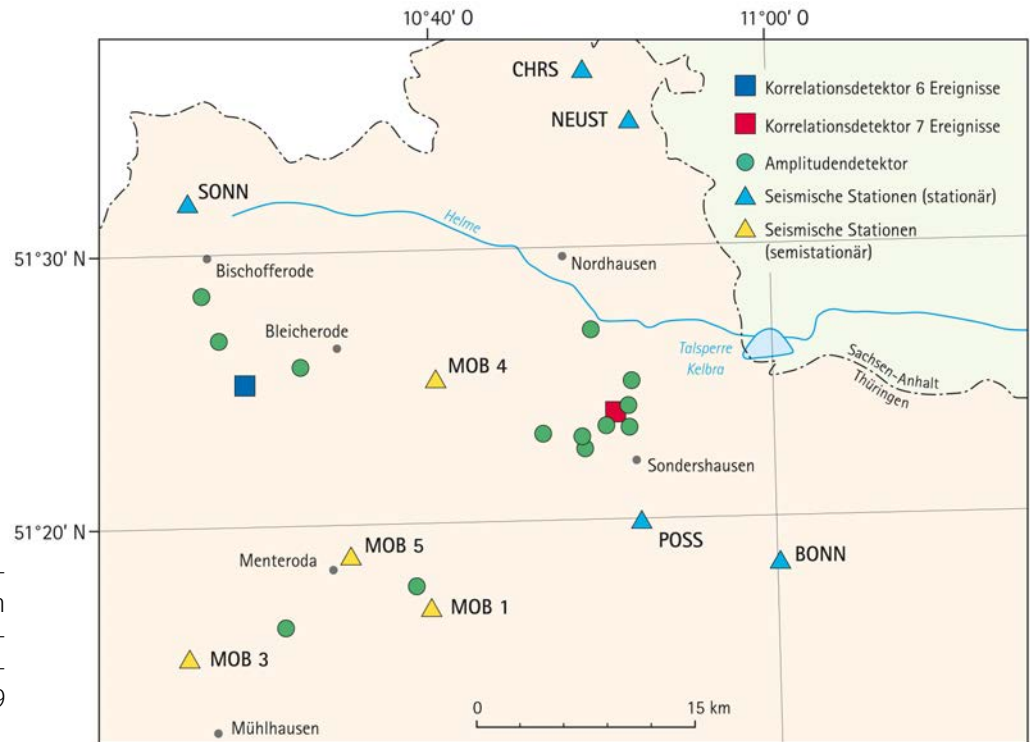 10°40' O
11°00' O
CHRS
NEUST
Korrelationsdetektor 6 Ereignisse
Korrelationsdetektor 7 Ereignisse
Amplitudendetektor
Seismische Stationen (stationär)
Seismische Stationen
(semistationär)
SONN
Helme
51°30' N
Bischofferode
Nordhausen
Bleicherode
Talsperre
Kelbra
Sachsen-Anhalt
Thüringen
MOB 4
Sondershausen
51°20' N
POSS
BONN
MOB 5
Menteroda
MOB 1
MOB 3
0
15 km
Mühlhausen
–
n
–
–
9